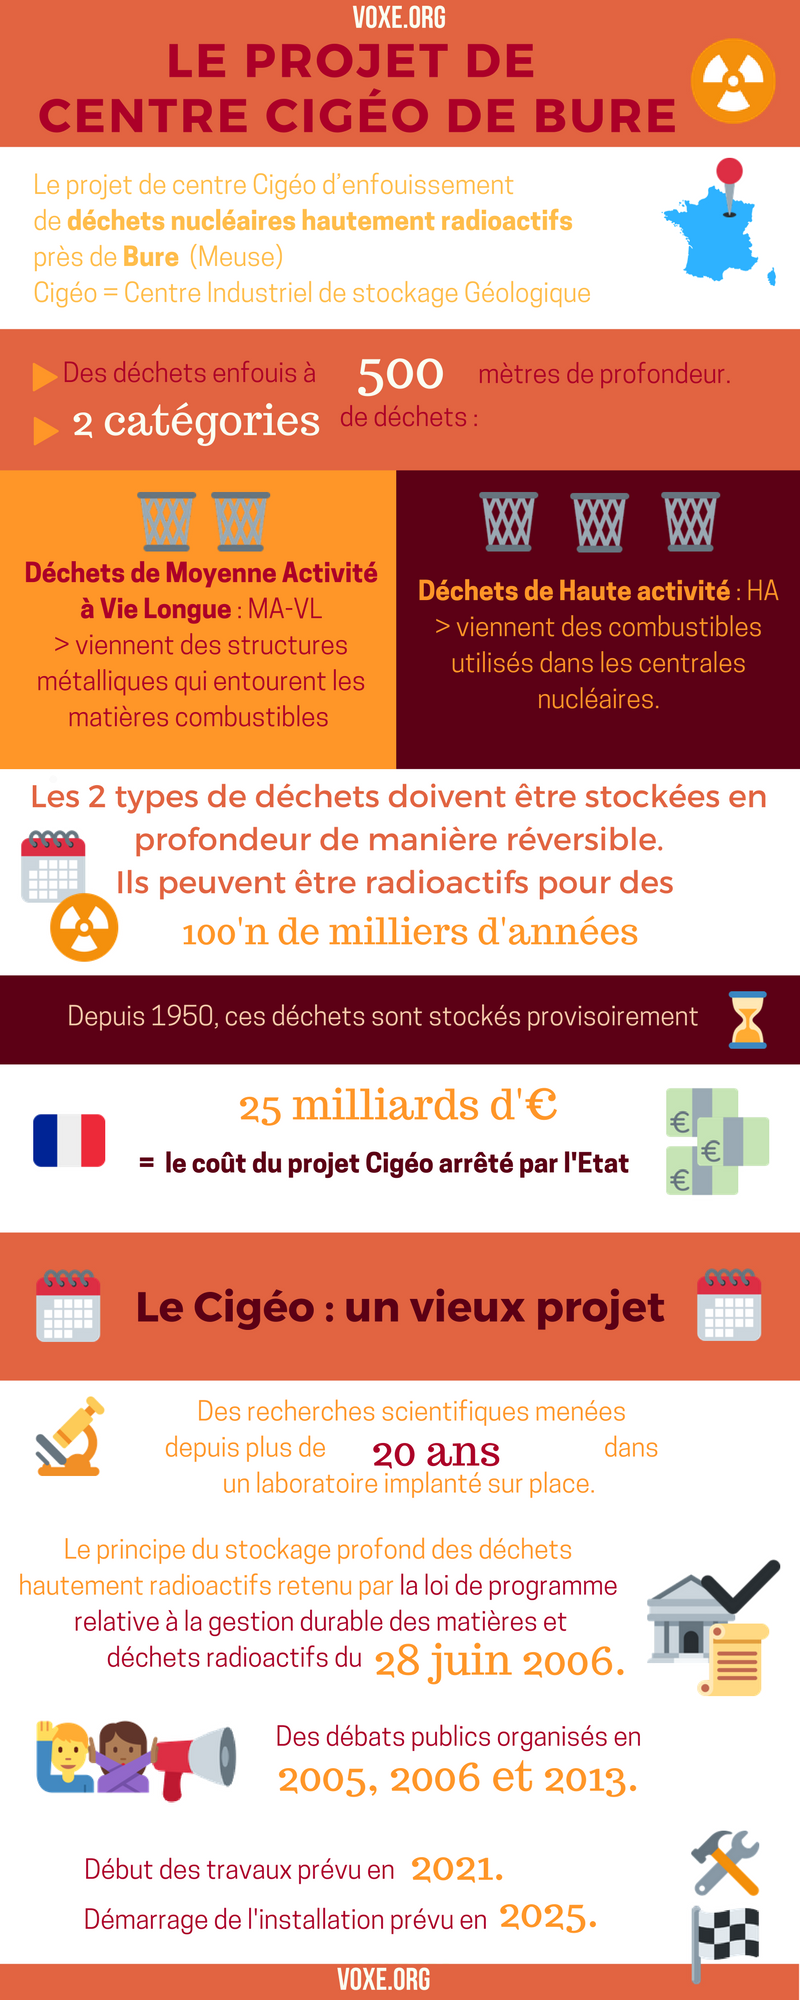 VOXE.ORG
LE PROJET DE
CENTRE CIGÉO DE BURE
Le projet de centre Cigéo d’enfouissement
de déchets nucléaires hautement radioactifs
près de Bure (Meuse)
Cigéo = Centre Industriel de stockage Géologique
Des déchets enfouis à 500 mètres de profondeur.
2 catégories de déchets :
Déchets de Moyenne Activité
à Vie Longue : MA-VL
> viennent des structures
métalliques qui entourent les
matières combustibles
Déchets de Haute activité : HA
> viennent des combustibles
utilisés dans les centrales
nucléaires.
Les 2 types de déchets doivent être stockées en
profondeur de manière réversible.
Ils peuvent être radioactifs pour des
100'n de milliers d'années
Depuis 1950, ces déchets sont stockés provisoirement
25 milliards d'€
= le coût du projet Cigéo arrêté par l'Etat
€
€
€
Le Cigéo : un vieux projet
Des recherches scientifiques menées
depuis plus de 20 ans dans
un laboratoire implanté sur place.
Le principe du stockage profond des déchets
hautement radioactifs retenu par la loi de programme
relative à la gestion durable des matières et
déchets radioactifs du 28 juin 2006.
Des débats publics organisés en
2005, 2006 et 2013.
Début des travaux prévu en 2021.
Démarrage de l'installation prévu en 2025.
VOXE.ORG